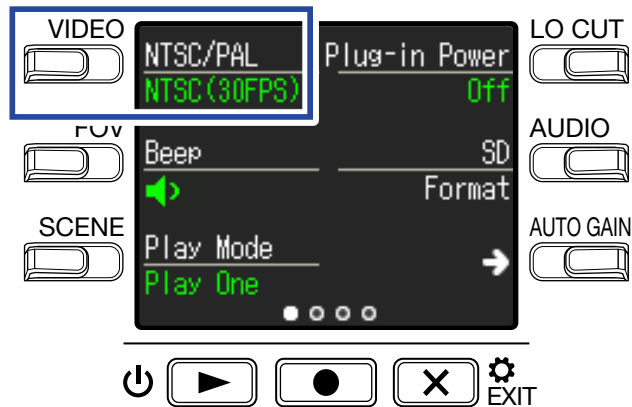 VIDEO
LO CUT
NTSC/PAL
Plug-in Power
NTSC(30FPS)
Off
FOV
AUDIO
Beep
SD
Format
SCENE
AUTO GAIN
Play Mode
Play One
EXIT